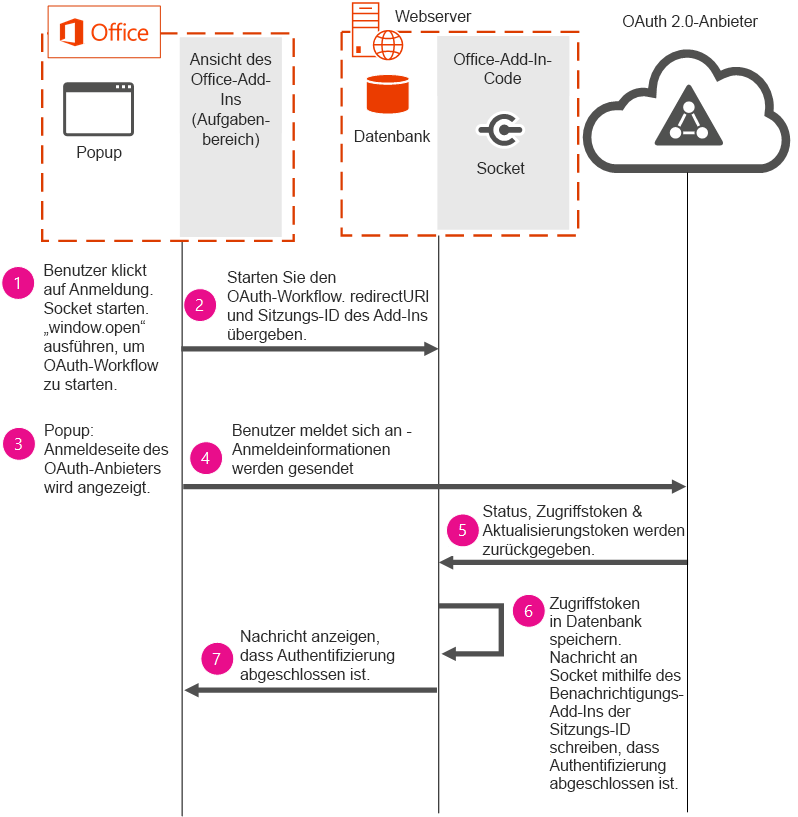 Office
Popup
Ansicht des
Office-Add-
Ins
(Aufgaben-
bereich)
Webserver
Datenbank
Office-Add-In-
Code
Socket
OAuth 2.0-Anbieter
1
Benutzer klickt
auf Anmeldung.
Socket starten.
„window.open“
ausführen, um
OAuth-Workflow
zu starten.
2
Starten Sie den
OAuth-Workflow. redirectURI
und Sitzungs-ID des Add-Ins
übergeben.
3
Popup:
Anmeldeseite des
OAuth-Anbieters
wird angezeigt.
4
Benutzer meldet sich an -
Anmeldeinformationen
werden gesendet
5
Status, Zugriffstoken &
Aktualisierungstoken werden
zurückgegeben.
6
Zugriffstoken
in Datenbank
speichern.
Nachricht an
Socket mithilfe des
Benachrichtigungs-
Add-Ins der
Sitzungs-ID
schreiben, dass
Authentifizierung
abgeschlossen ist.
7
Nachricht anzeigen,
dass Authentifizierung
abgeschlossen ist.